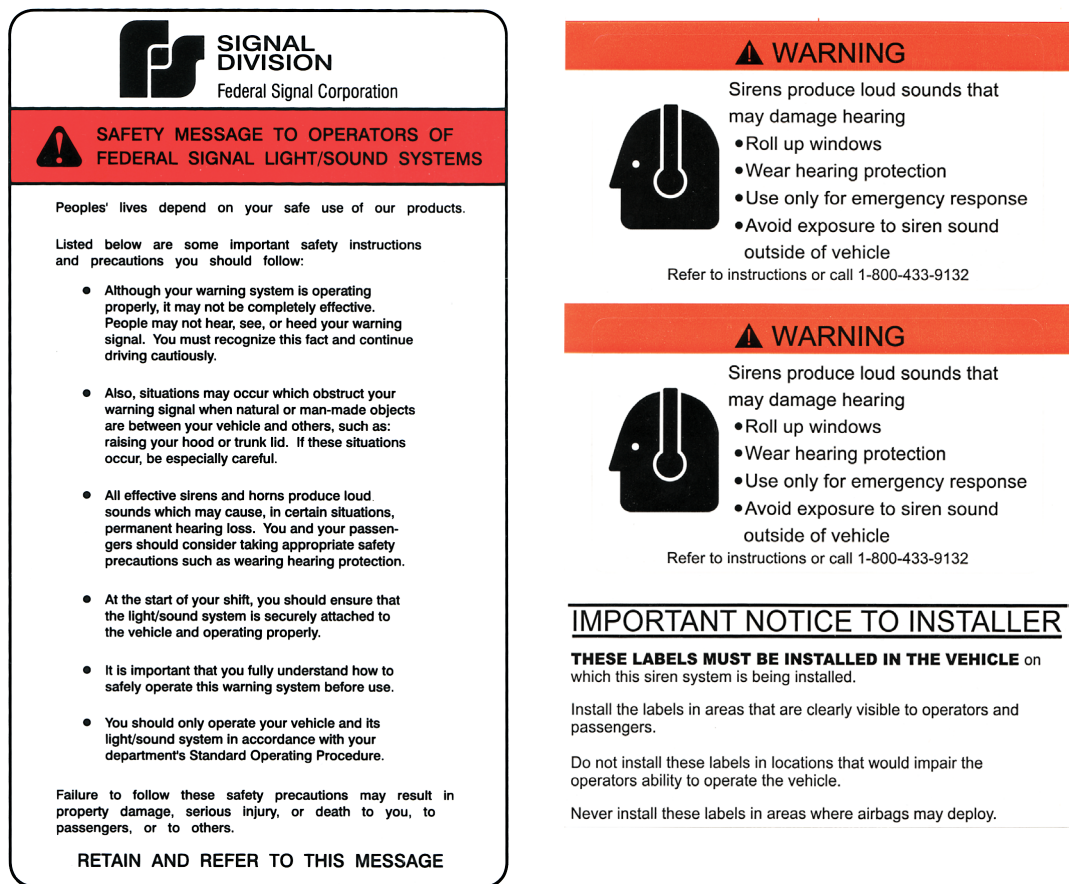 SIGNAL
DIVISION
Federal Signal Corporation
SAFETY MESSAGE TO OPERATORS OF
FEDERAL SIGNAL LIGHT/SOUND SYSTEMS
Peoples' lives depend on your safe use of our products.
Listed below are some important safety instructions
and precautions you should follow:
● Although your warning system is operating
properly, it may not be completely effective.
People may not hear, see, or heed your warning
signal. You must recognize this fact and continue
driving cautiously.
● Also, situations may occur which obstruct your
warning signal when natural or man-made objects
are between your vehicle and others, such as:
raising your hood or trunk lid. If these situations
occur, be especially careful.
● All effective sirens and horns produce loud
sounds which may cause, in certain situations,
permanent hearing loss. You and your passen-
gers should consider taking appropriate safety
precautions such as wearing hearing protection.
● At the start of your shift, you should ensure that
the light/sound system is securely attached to
the vehicle and operating properly.
● It is important that you fully understand how to
safely operate this warning system before use.
● You should only operate your vehicle and its
light/sound system in accordance with your
department's Standard Operating Procedure.
Failure to follow these safety precautions may result in
property damage, serious injury, or death to you, to
passengers, or to others.
RETAIN AND REFER TO THIS MESSAGE
WARNING
Sirens produce loud sounds that
may damage hearing
●Roll up windows
●Wear hearing protection
●Use only for emergency response
●Avoid exposure to siren sound
outside of vehicle
Refer to instructions or call 1-800-433-9132
WARNING
Sirens produce loud sounds that
may damage hearing
●Roll up windows
●Wear hearing protection
●Use only for emergency response
●Avoid exposure to siren sound
outside of vehicle
Refer to instructions or call 1-800-433-9132
IMPORTANT NOTICE TO INSTALLER
THESE LABELS MUST BE INSTALLED IN THE VEHICLE on
which this siren system is being installed.
Install the labels in areas that are clearly visible to operators and
passengers.
Do not install these labels in locations that would impair the
operators ability to operate the vehicle.
Never install these labels in areas where airbags may deploy.